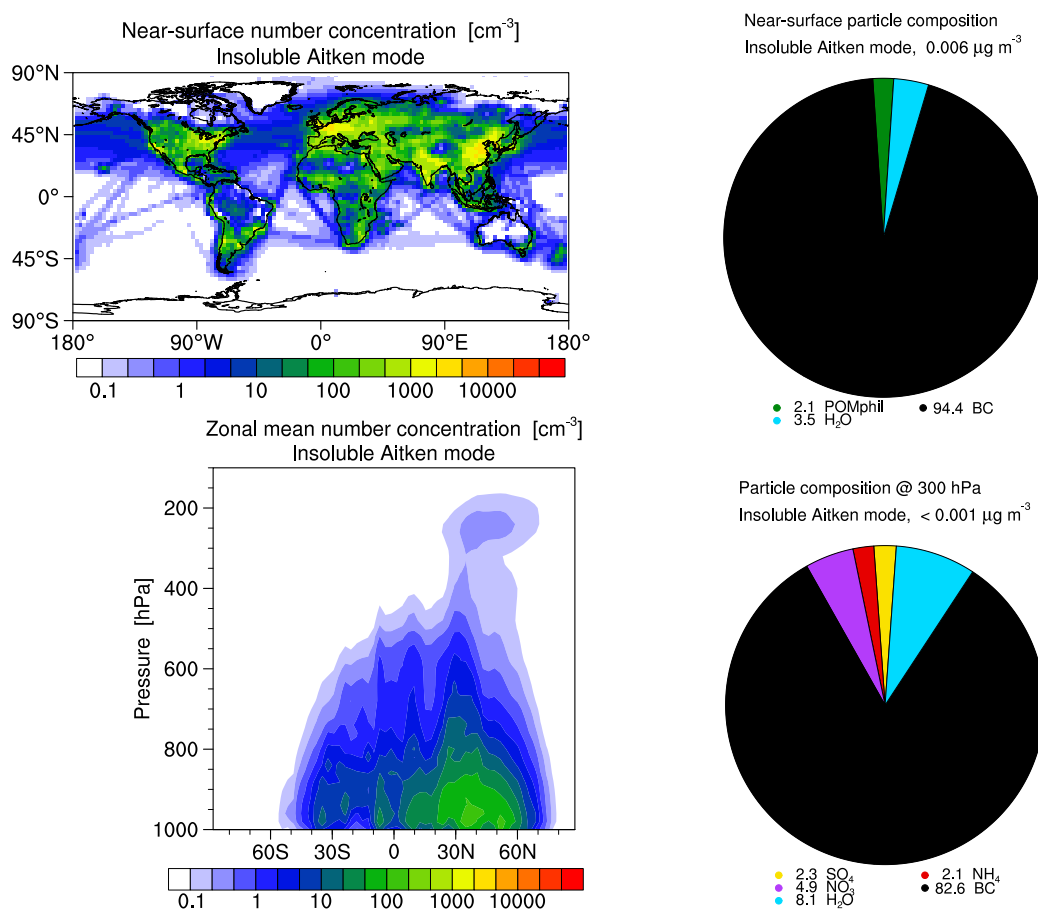 Near-surface number concentration [cm⁻³]
Insoluble Aitken mode
90°N
45°N
0°
45°S
90°S
180° 90°W 0° 90°E 180°
0.1 1 10 100 1000 10000
Zonal mean number concentration [cm⁻³]
Insoluble Aitken mode
Pressure [hPa]
200
400
600
800
1000
60S 30S 0 30N 60N
0.1 1 10 100 1000 10000
Near-surface particle composition
Insoluble Aitken mode, 0.006 μg m⁻³
2.1 POMphil 94.4 BC
3.5 H₂O
Particle composition @ 300 hPa
Insoluble Aitken mode, < 0.001 μg m⁻³
2.3 SO₄ 2.1 NH₄
4.9 NO₃ 82.6 BC
8.1 H₂O